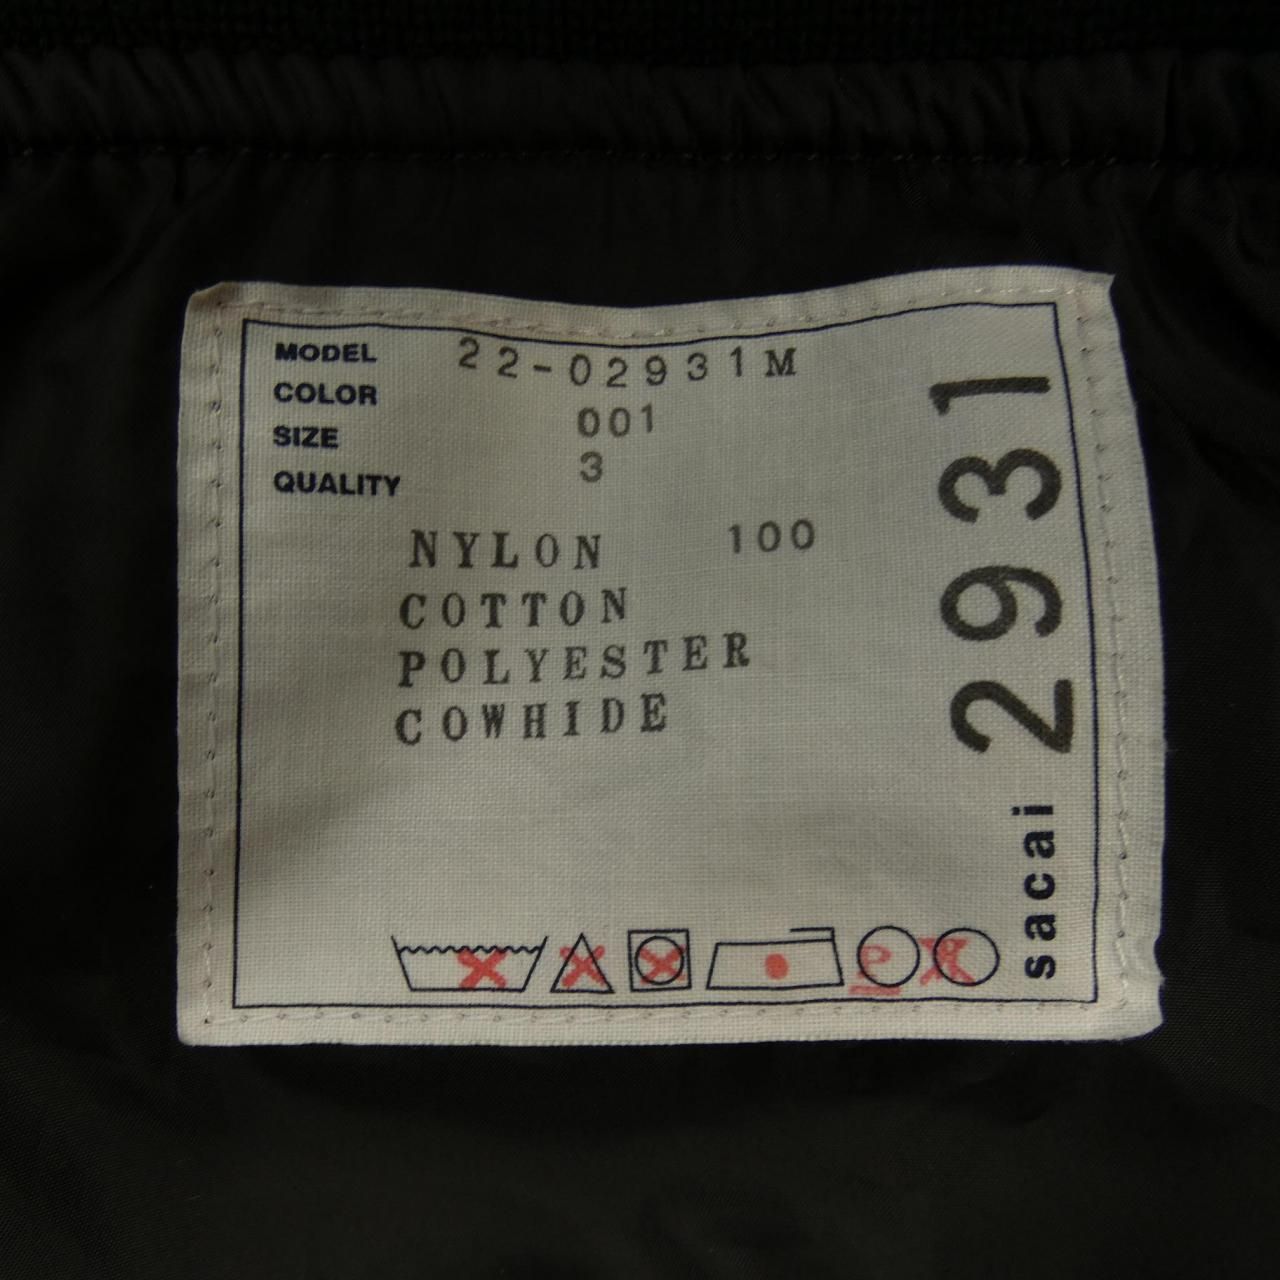 MODEL 22-02931M
COLOR 001
SIZE 3
QUALITY
NYLON 100
COTTON
POLYESTER
COWHIDE
P
sacai 2931